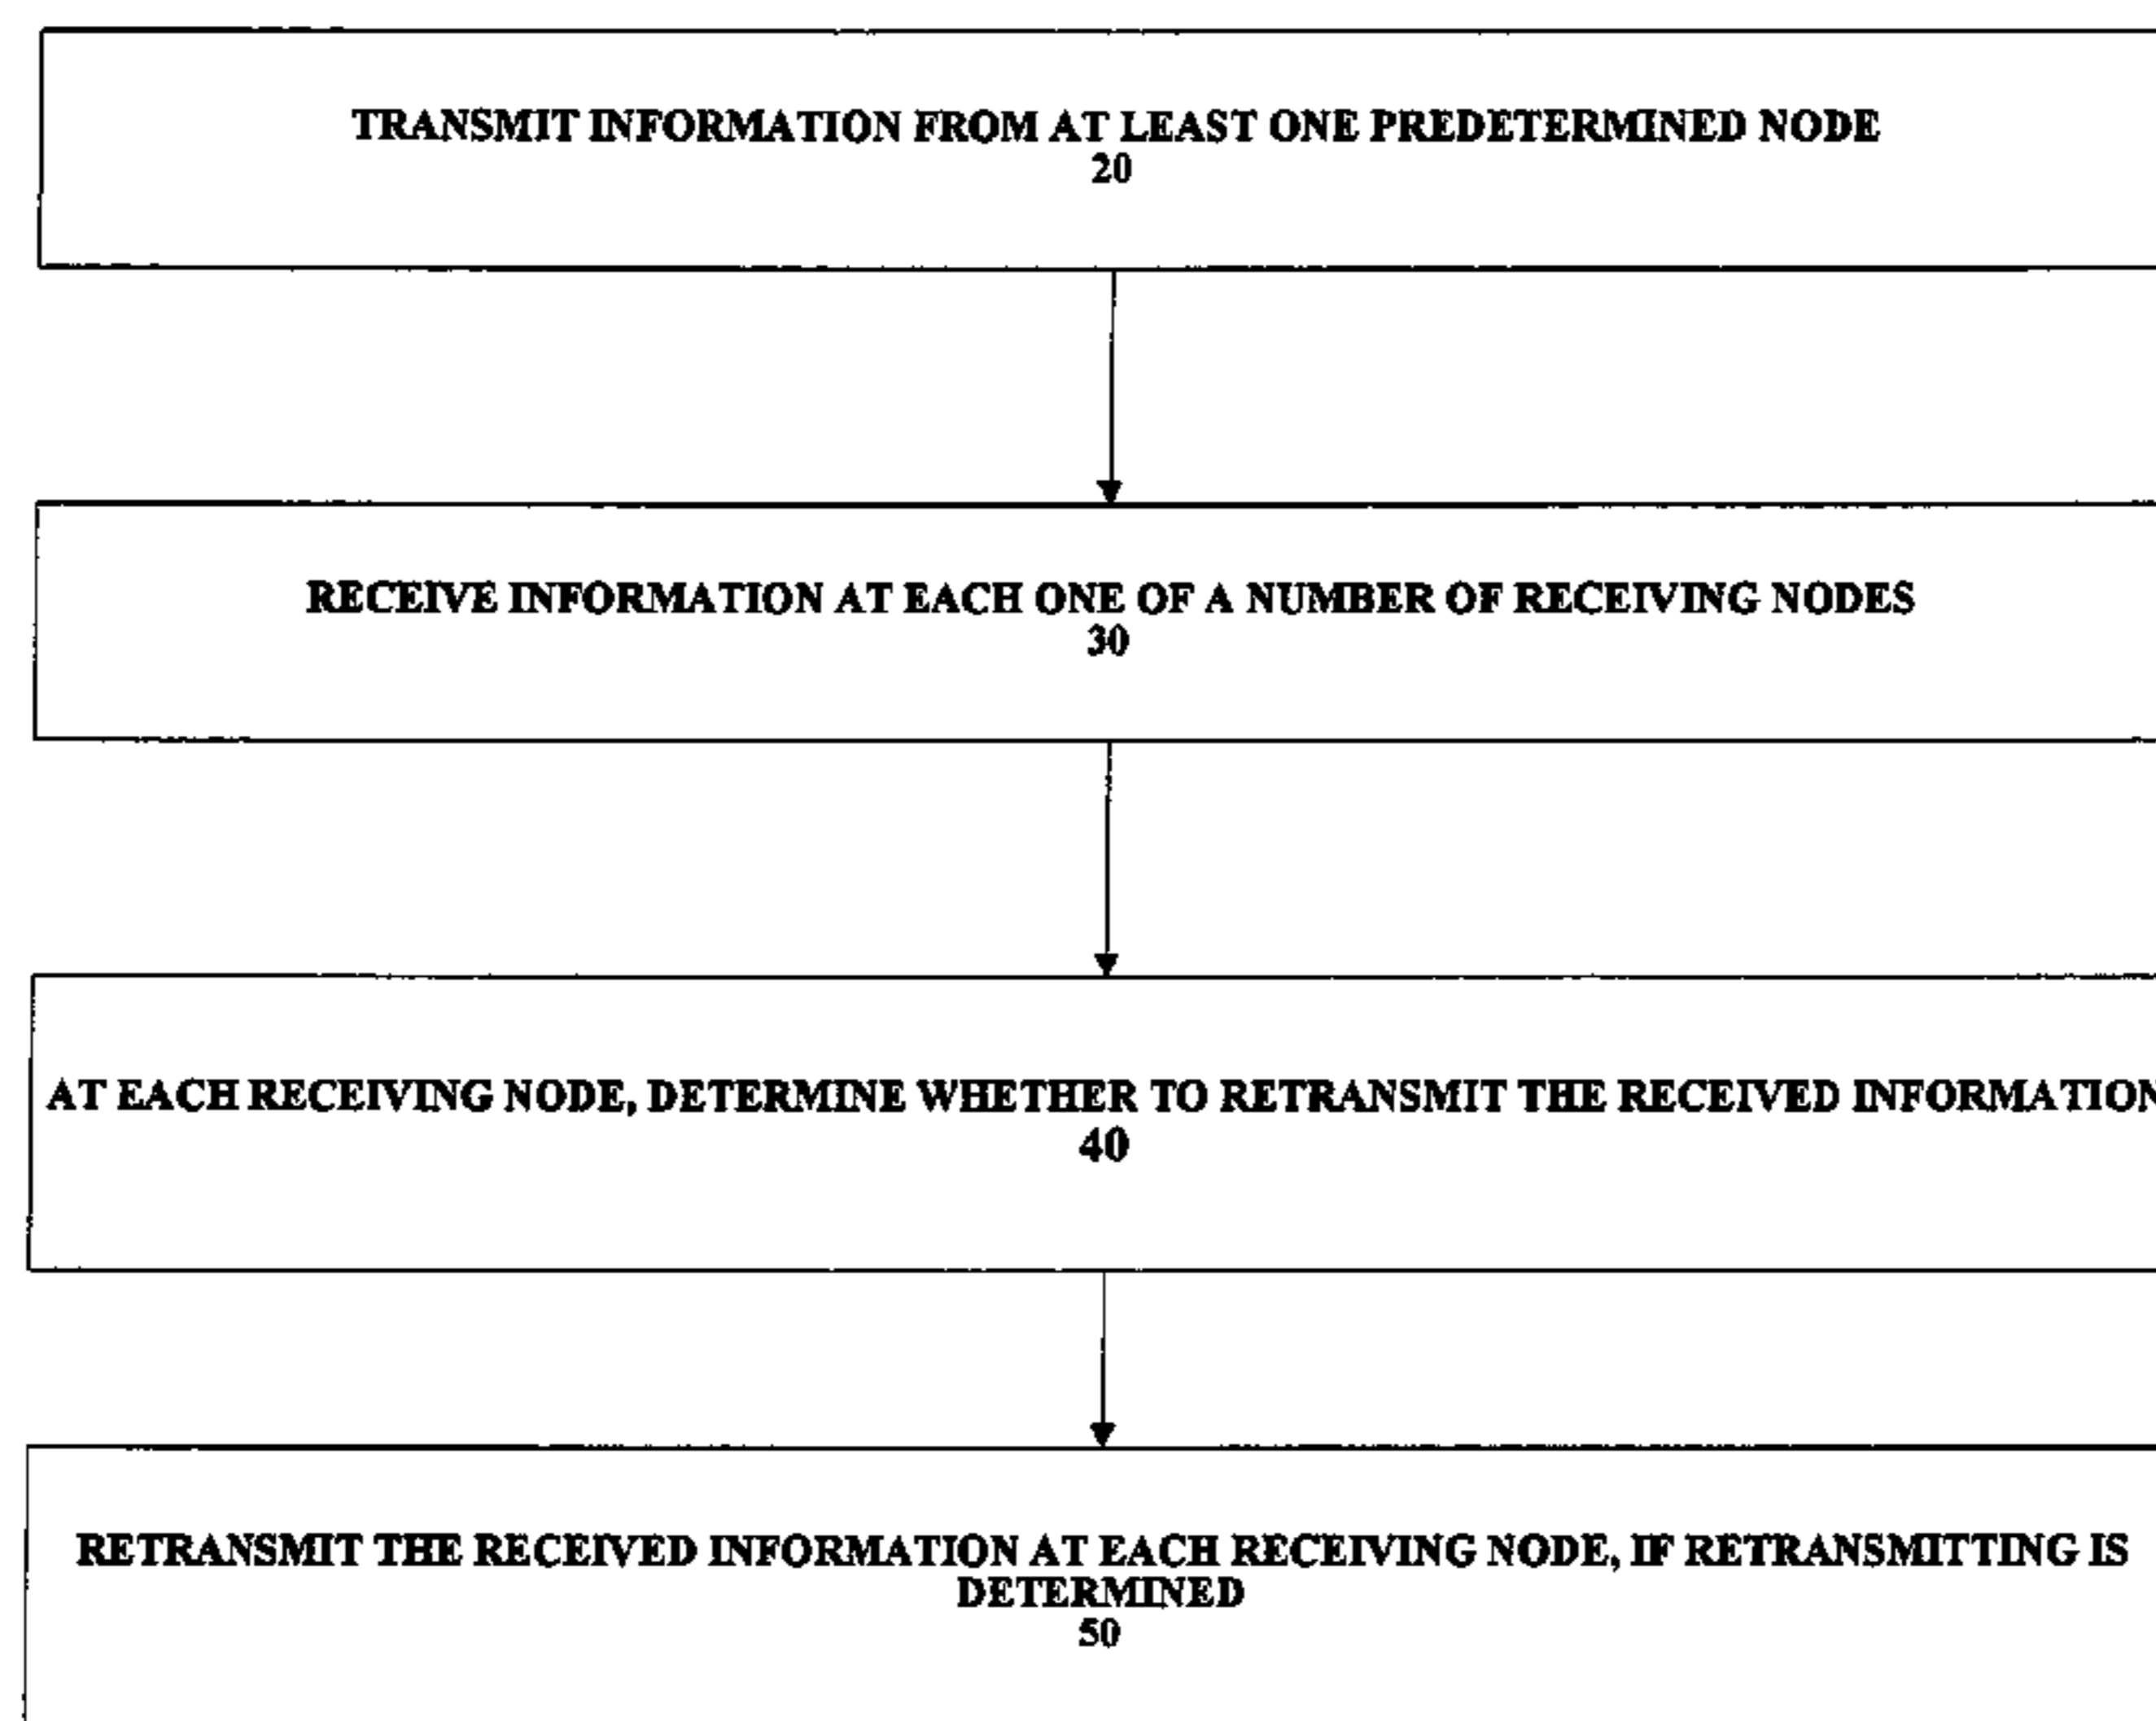 TRANSMIT INFORMATION FROM AT LEAST ONE PREDETERMINED NODE
20
RECEIVE INFORMATION AT EACH ONE OF A NUMBER OF RECEIVING NODES
30
AT EACH RECEIVING NODE, DETERMINE WHETHER TO RETRANSMIT THE RECEIVED INFORMATION
40
RETRANSMIT THE RECEIVED INFORMATION AT EACH RECEIVING NODE, IF RETRANSMITTING IS
DETERMINED
50